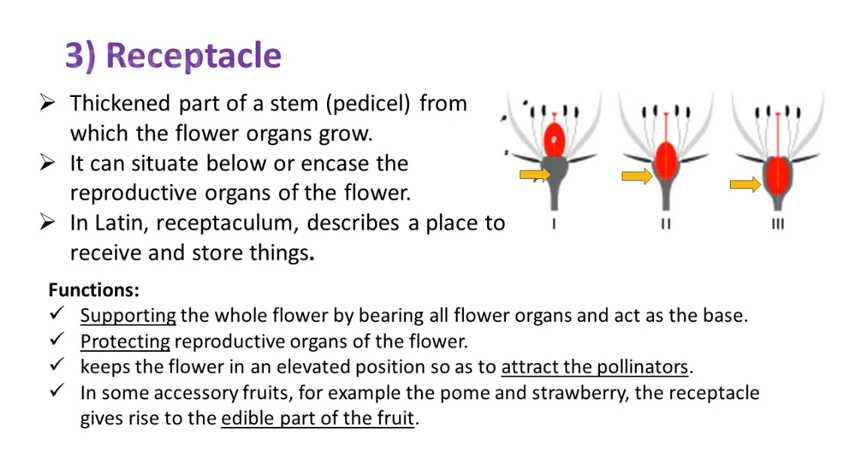 3) Receptacle
➢ Thickened part of a stem (pedicel) from
which the flower organs grow.
➢ It can situate below or encase the
reproductive organs of the flower.
➢ In Latin, receptaculum, describes a place to
receive and store things.
I II III
Functions:
✓ Supporting the whole flower by bearing all flower organs and act as the base.
✓ Protecting reproductive organs of the flower.
✓ keeps the flower in an elevated position so as to attract the pollinators.
✓ In some accessory fruits, for example the pome and strawberry, the receptacle
gives rise to the edible part of the fruit.